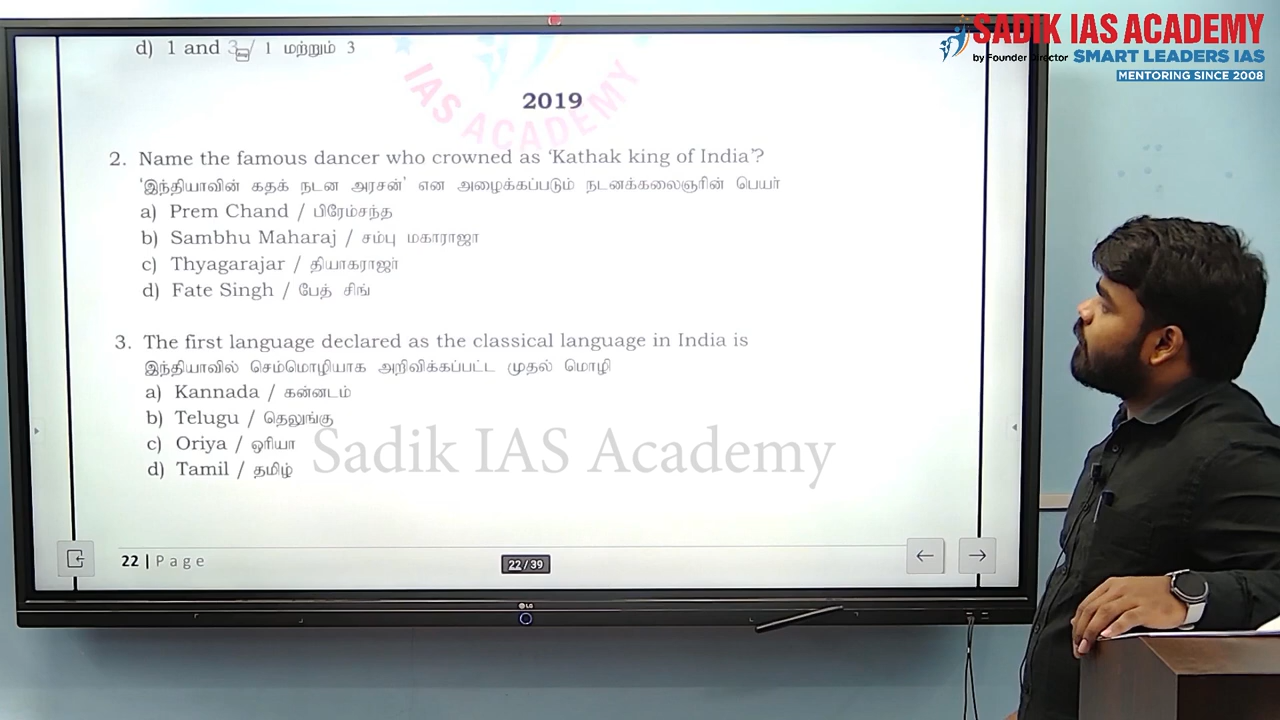 SADIK IAS ACADEMY
by Founder Director SMART LEADERS IAS
MENTORING SINCE 2008
d) 1 and 3 / 1 மற்றும் 3
IAS ACADEMY
2019
2. Name the famous dancer who crowned as ‘Kathak king of India’?
‘இந்தியாவின் கதக் நடன அரசன்’ என அழைக்கப்படும் நடனக்கலைஞரின் பெயர்
a) Prem Chand / பிரேம்சந்த
b) Sambhu Maharaj / சம்பு மகாராஜா
c) Thyagarajar / தியாகராஜர்
d) Fate Singh / பேத் சிங்
3. The first language declared as the classical language in India is
இந்தியாவில் செம்மொழியாக அறிவிக்கப்பட்ட முதல் மொழி
a) Kannada / கன்னடம்
b) Telugu / தெலுங்கு
c) Oriya / ஒரியா
d) Tamil / தமிழ்
Sadik IAS Academy
22 | Page
22 / 39
LG